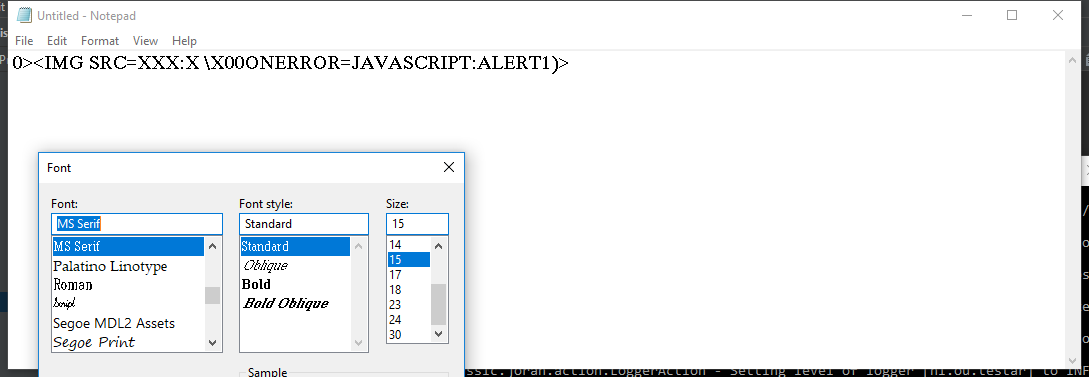 Untitled - Notepad
File Edit Format View Help
0><IMG SRC=XXX:X \X00ONERROR=JAVASCRIPT:ALERT1)>
Font
Font: Font style: Size:
MS Serif Standard 15
MS Serif
Palatino Linotype
Roman
Script
Segoe MDL2 Assets
Segoe Print
Standard
Oblique
Bold
Bold Oblique
14
15
17
18
23
24
30
Sample
ssic.joran.action.LoggerAction - Setting level of logger [nl.ou.testar] to INF